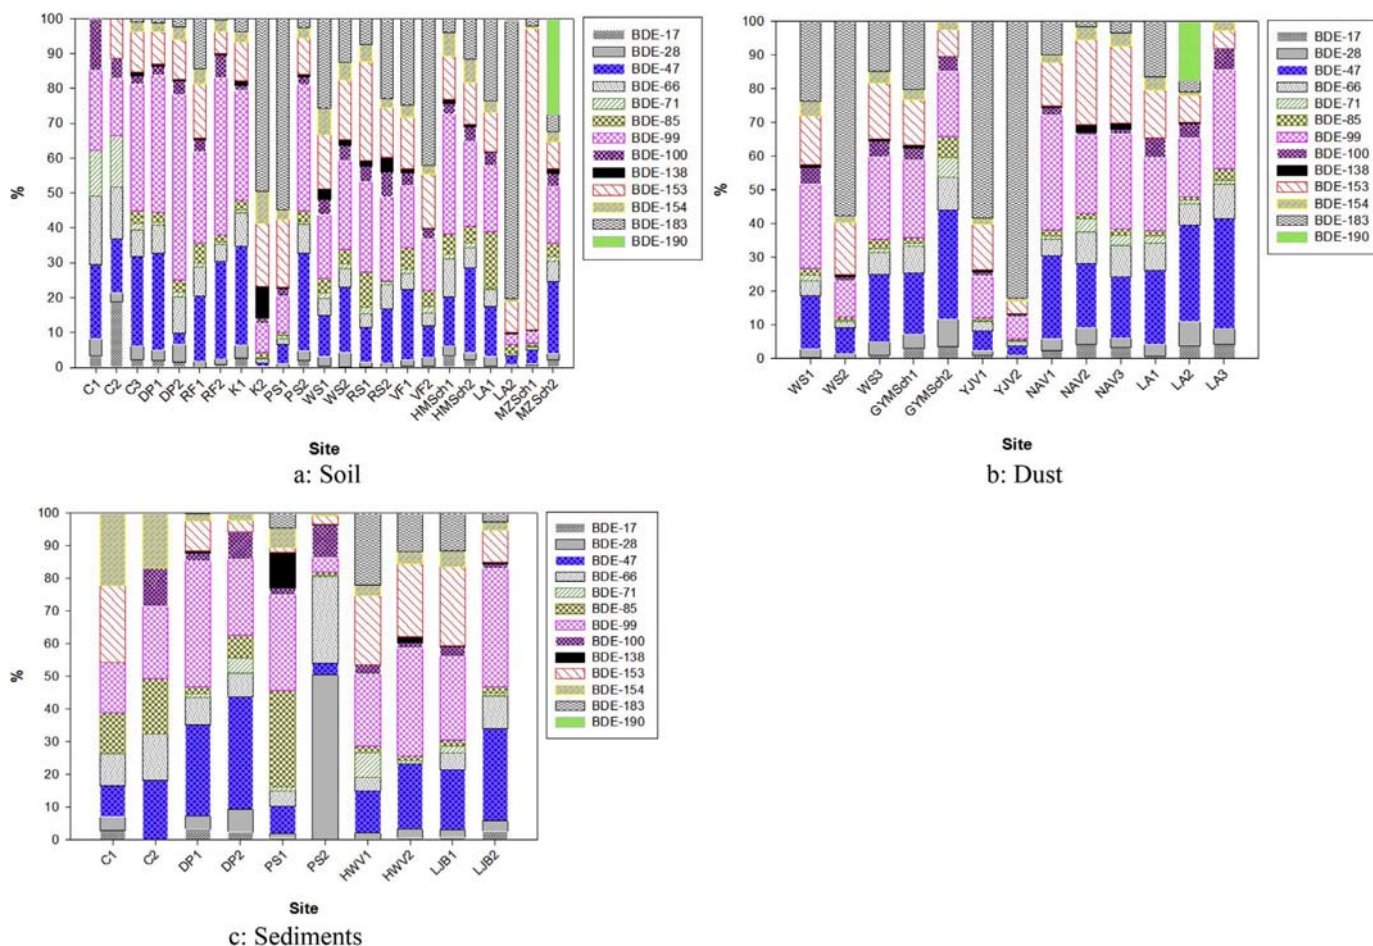 100
90
80
70
60
50
40
30
20
10
0
%
C1
C2
C3
DP1
DP2
RF1
RF2
K1
K2
PS1
PS2
WS1
WS2
RS1
RS2
VF1
VF2
HMSch1
HMSch2
LA1
LA2
MZSch1
MZSch2
Site
BDE-17
BDE-28
BDE-47
BDE-66
BDE-71
BDE-85
BDE-99
BDE-100
BDE-138
BDE-153
BDE-154
BDE-183
BDE-190
a: Soil
100
90
80
70
60
50
40
30
20
10
0
%
WS1
WS2
WS3
GYMSch1
GYMSch2
YJV1
YJV2
NAV1
NAV2
NAV3
LA1
LA2
LA3
Site
BDE-17
BDE-28
BDE-47
BDE-66
BDE-71
BDE-85
BDE-99
BDE-100
BDE-138
BDE-153
BDE-154
BDE-183
BDE-190
b: Dust
100
90
80
70
60
50
40
30
20
10
0
%
C1
C2
DP1
DP2
PS1
PS2
HWV1
HWV2
LJB1
LJB2
Site
BDE-17
BDE-28
BDE-47
BDE-66
BDE-71
BDE-85
BDE-99
BDE-100
BDE-138
BDE-153
BDE-154
BDE-183
BDE-190
c: Sediments